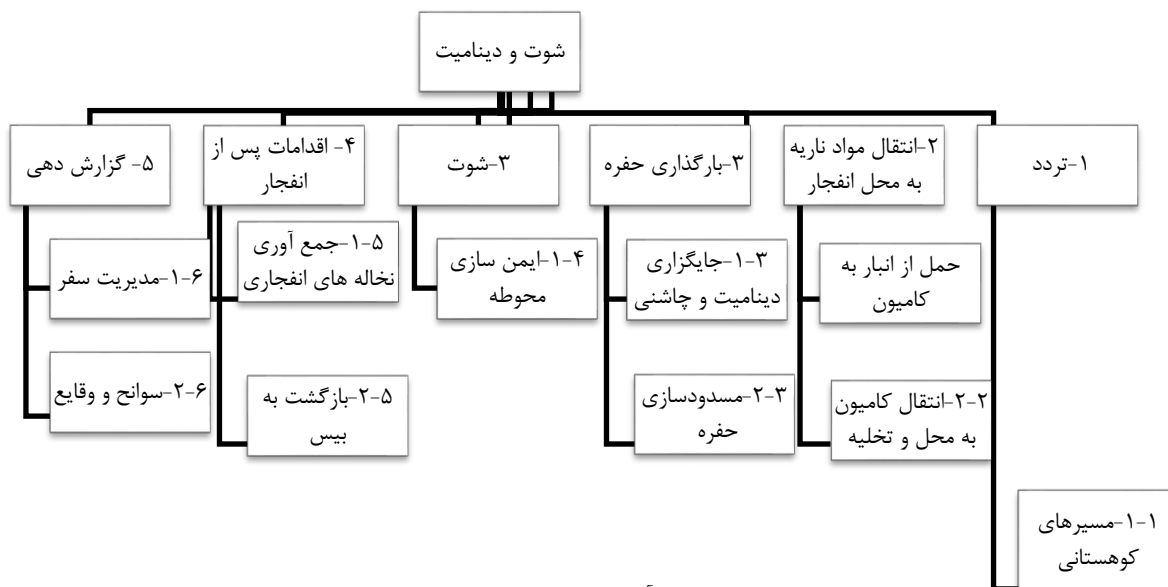 شوت و دینامیت
۱-تردد
۲-انتقال مواد ناریه
به محل انفجار
۳-بارگذاری حفره
۳-شوت
۴- اقدامات پس از
انفجار
۵- گزارش دهی
حمل از انبار به
کامیون
۱-۳-جایگزاری
دینامیت و چاشنی
۱-۴-ایمن سازی
محوطه
۱-۵-جمع آوری
نخاله های انفجاری
۱-۶-مدیریت سفر
۲-۲-انتقال کامیون
به محل و تخلیه
۲-۳-مسدودسازی
حفره
۲-۵-بازگشت به
بیس
۲-۶-سوانح و وقایع
۱-۱-مسیرهای
کوهستانی